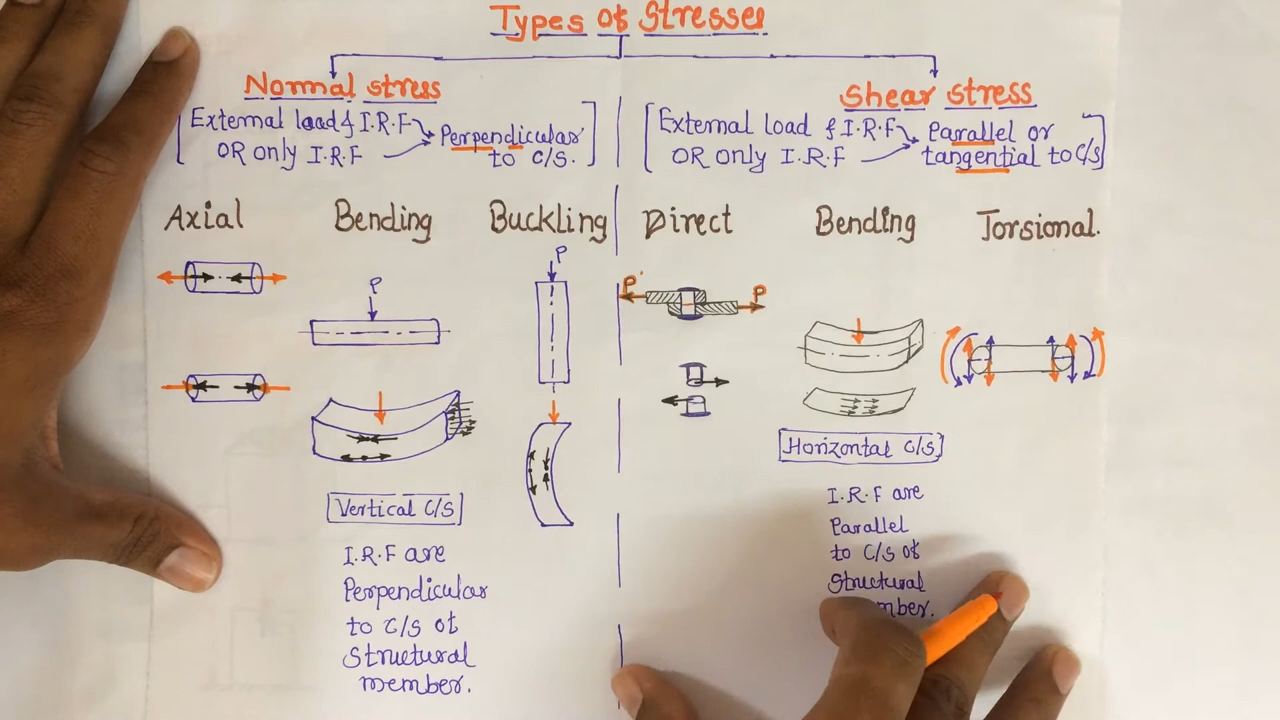 Types of Stresses
Normal stress
External load & I.R.F
OR only I.R.F
Perpendicular
to C/S.
Axial
Bending
Buckling
P
P
Vertical C/S
I.R.F are
Perpendicular
to C/S of
Structural
member.
Shear stress
External load & I.R.F
OR only I.R.F
Parallel or
tangential to C/S
Direct
Bending
Torsional.
P
P
Horizontal C/S
I.R.F are
Parallel
to C/S of
Structural